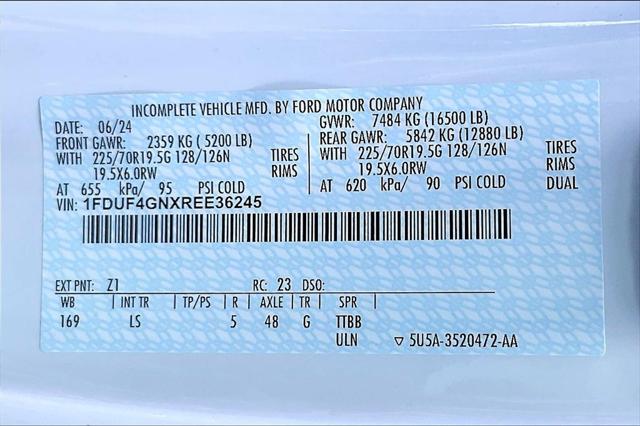 INCOMPLETE VEHICLE MFD. BY FORD MOTOR COMPANY
DATE: 06/24 GVWR: 7484 KG (16500 LB)
FRONT GAWR: 2359 KG ( 5200 LB) REAR GAWR: 5842 KG (12880 LB)
WITH 225/70R19.5G 128/126N TIRES WITH 225/70R19.5G 128/126N TIRES
19.5X6.0RW RIMS 19.5X6.0RW RIMS
AT 655 kPa/ 95 PSI COLD AT 620 kPa/ 90 PSI COLD DUAL
VIN: 1FDUF4GNXREE36245
EXT PNT: Z1 RC: 23 DSO:
WB INT TR TP/PS R AXLE TR SPR
169 LS 5 48 G TTBB
ULN ▽ 5U5A-3520472-AA